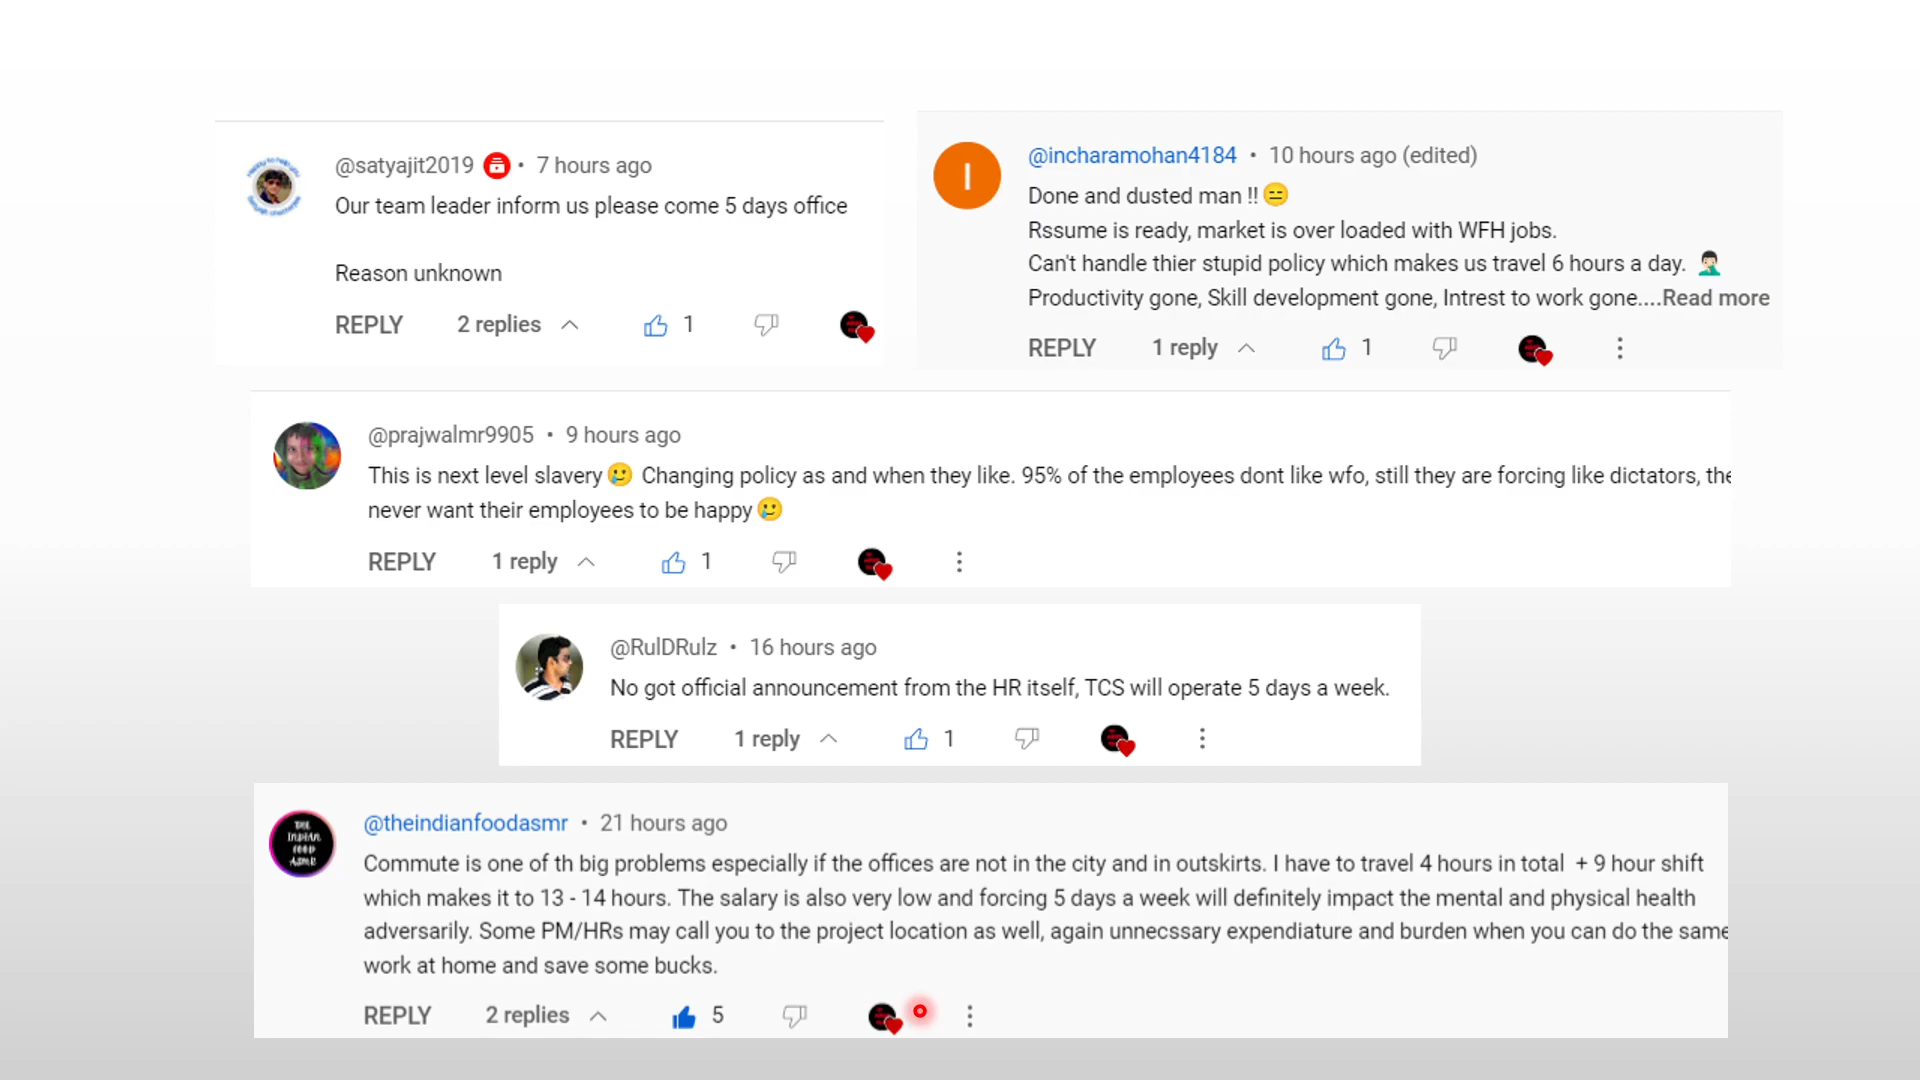 @satyajit2019 • 7 hours ago
Our team leader inform us please come 5 days office
Reason unknown
REPLY 2 replies 1
I
@incharamohan4184 • 10 hours ago (edited)
Done and dusted man !! 😑
Rssume is ready, market is over loaded with WFH jobs.
Can't handle thier stupid policy which makes us travel 6 hours a day. 🤦🏻‍♂️
Productivity gone, Skill development gone, Intrest to work gone....Read more
REPLY 1 reply 1
@prajwalmr9905 • 9 hours ago
This is next level slavery🥲 Changing policy as and when they like. 95% of the employees dont like wfo, still they are forcing like dictators, the
never want their employees to be happy🥲
REPLY 1 reply 1
@RulDRulz • 16 hours ago
No got official announcement from the HR itself, TCS will operate 5 days a week.
REPLY 1 reply 1
THE
INDIAN
FOOD
ASMR
@theindianfoodasmr • 21 hours ago
Commute is one of th big problems especially if the offices are not in the city and in outskirts. I have to travel 4 hours in total + 9 hour shift
which makes it to 13 - 14 hours. The salary is also very low and forcing 5 days a week will definitely impact the mental and physical health
adversarily. Some PM/HRs may call you to the project location as well, again unnecssary expendiature and burden when you can do the same
work at home and save some bucks.
REPLY 2 replies 5